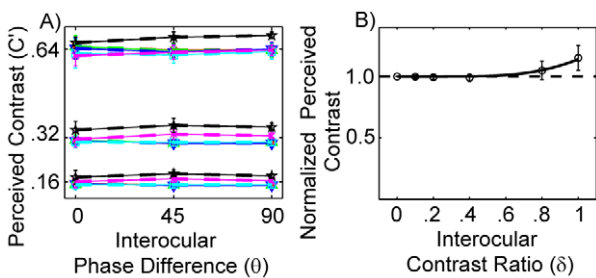 A)
Perceived Contrast (C')
.64
.32
.16
0 45 90
Interocular
Phase Difference (θ)
B)
Normalized Perceived
Contrast
1.0
0.5
0 .2 .4 .6 .8 1
Interocular
Contrast Ratio (δ)